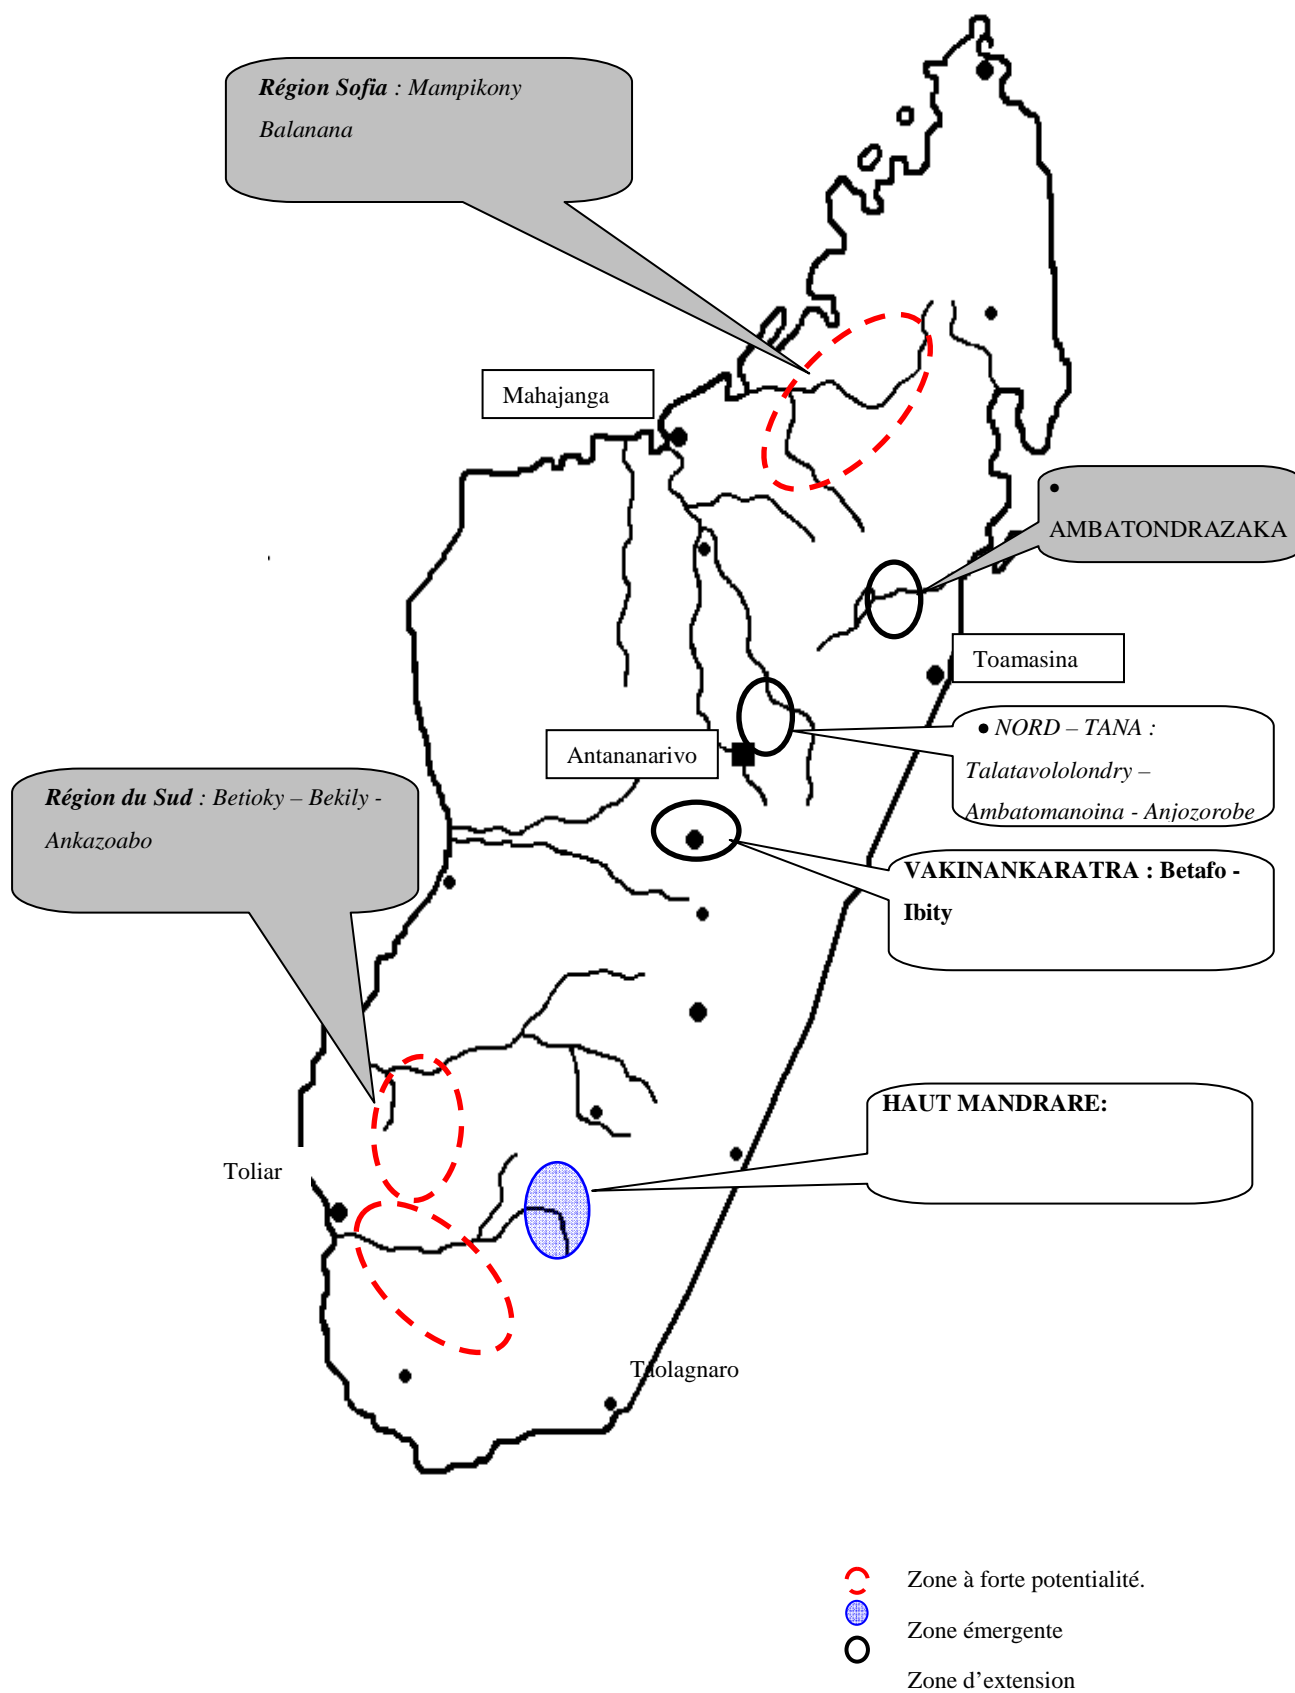 Région Sofia : Mampikony
Balanana
Mahajanga
•
AMBATONDRAZAKA
Toamasina
• NORD – TANA :
Talatavololondry –
Ambatomanoina - Anjozorobe
Antananarivo
Région du Sud : Betioky – Bekily -
Ankazoabo
VAKINANKARATRA : Betafo -
Ibity
HAUT MANDRARE:
Toliar
Taolagnaro
Zone à forte potentialité.
Zone émergente
Zone d’extension